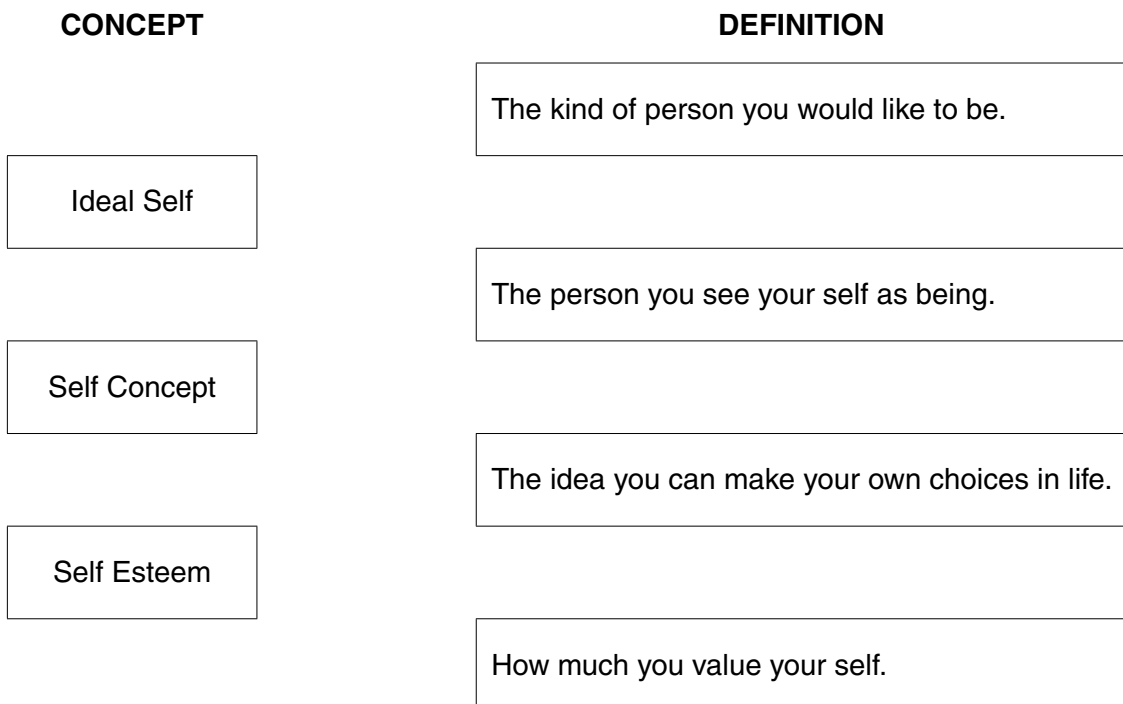 CONCEPT
DEFINITION
The kind of person you would like to be.
Ideal Self
The person you see your self as being.
Self Concept
The idea you can make your own choices in life.
Self Esteem
How much you value your self.